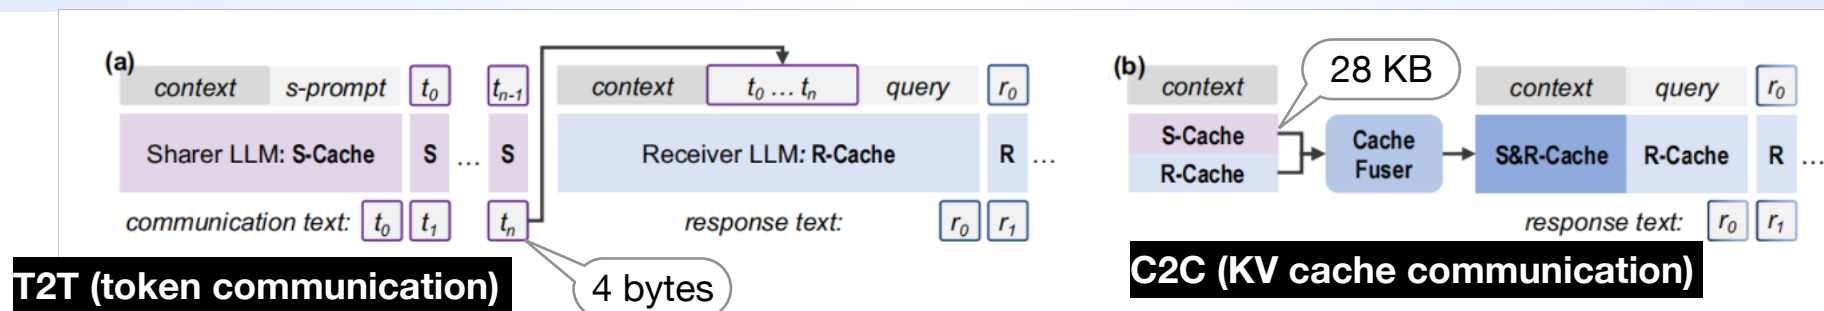 (a)
context s-prompt t0 tn-1
Sharer LLM: S-Cache S ... S
communication text: t0 t1 tn
context t0 ... tn query r0
Receiver LLM: R-Cache R ...
response text: r0 r1
4 bytes
T2T (token communication)
(b)
context
28 KB
S-Cache
R-Cache
Cache
Fuser
context query r0
S&R-Cache R-Cache R ...
response text: r0 r1
C2C (KV cache communication)